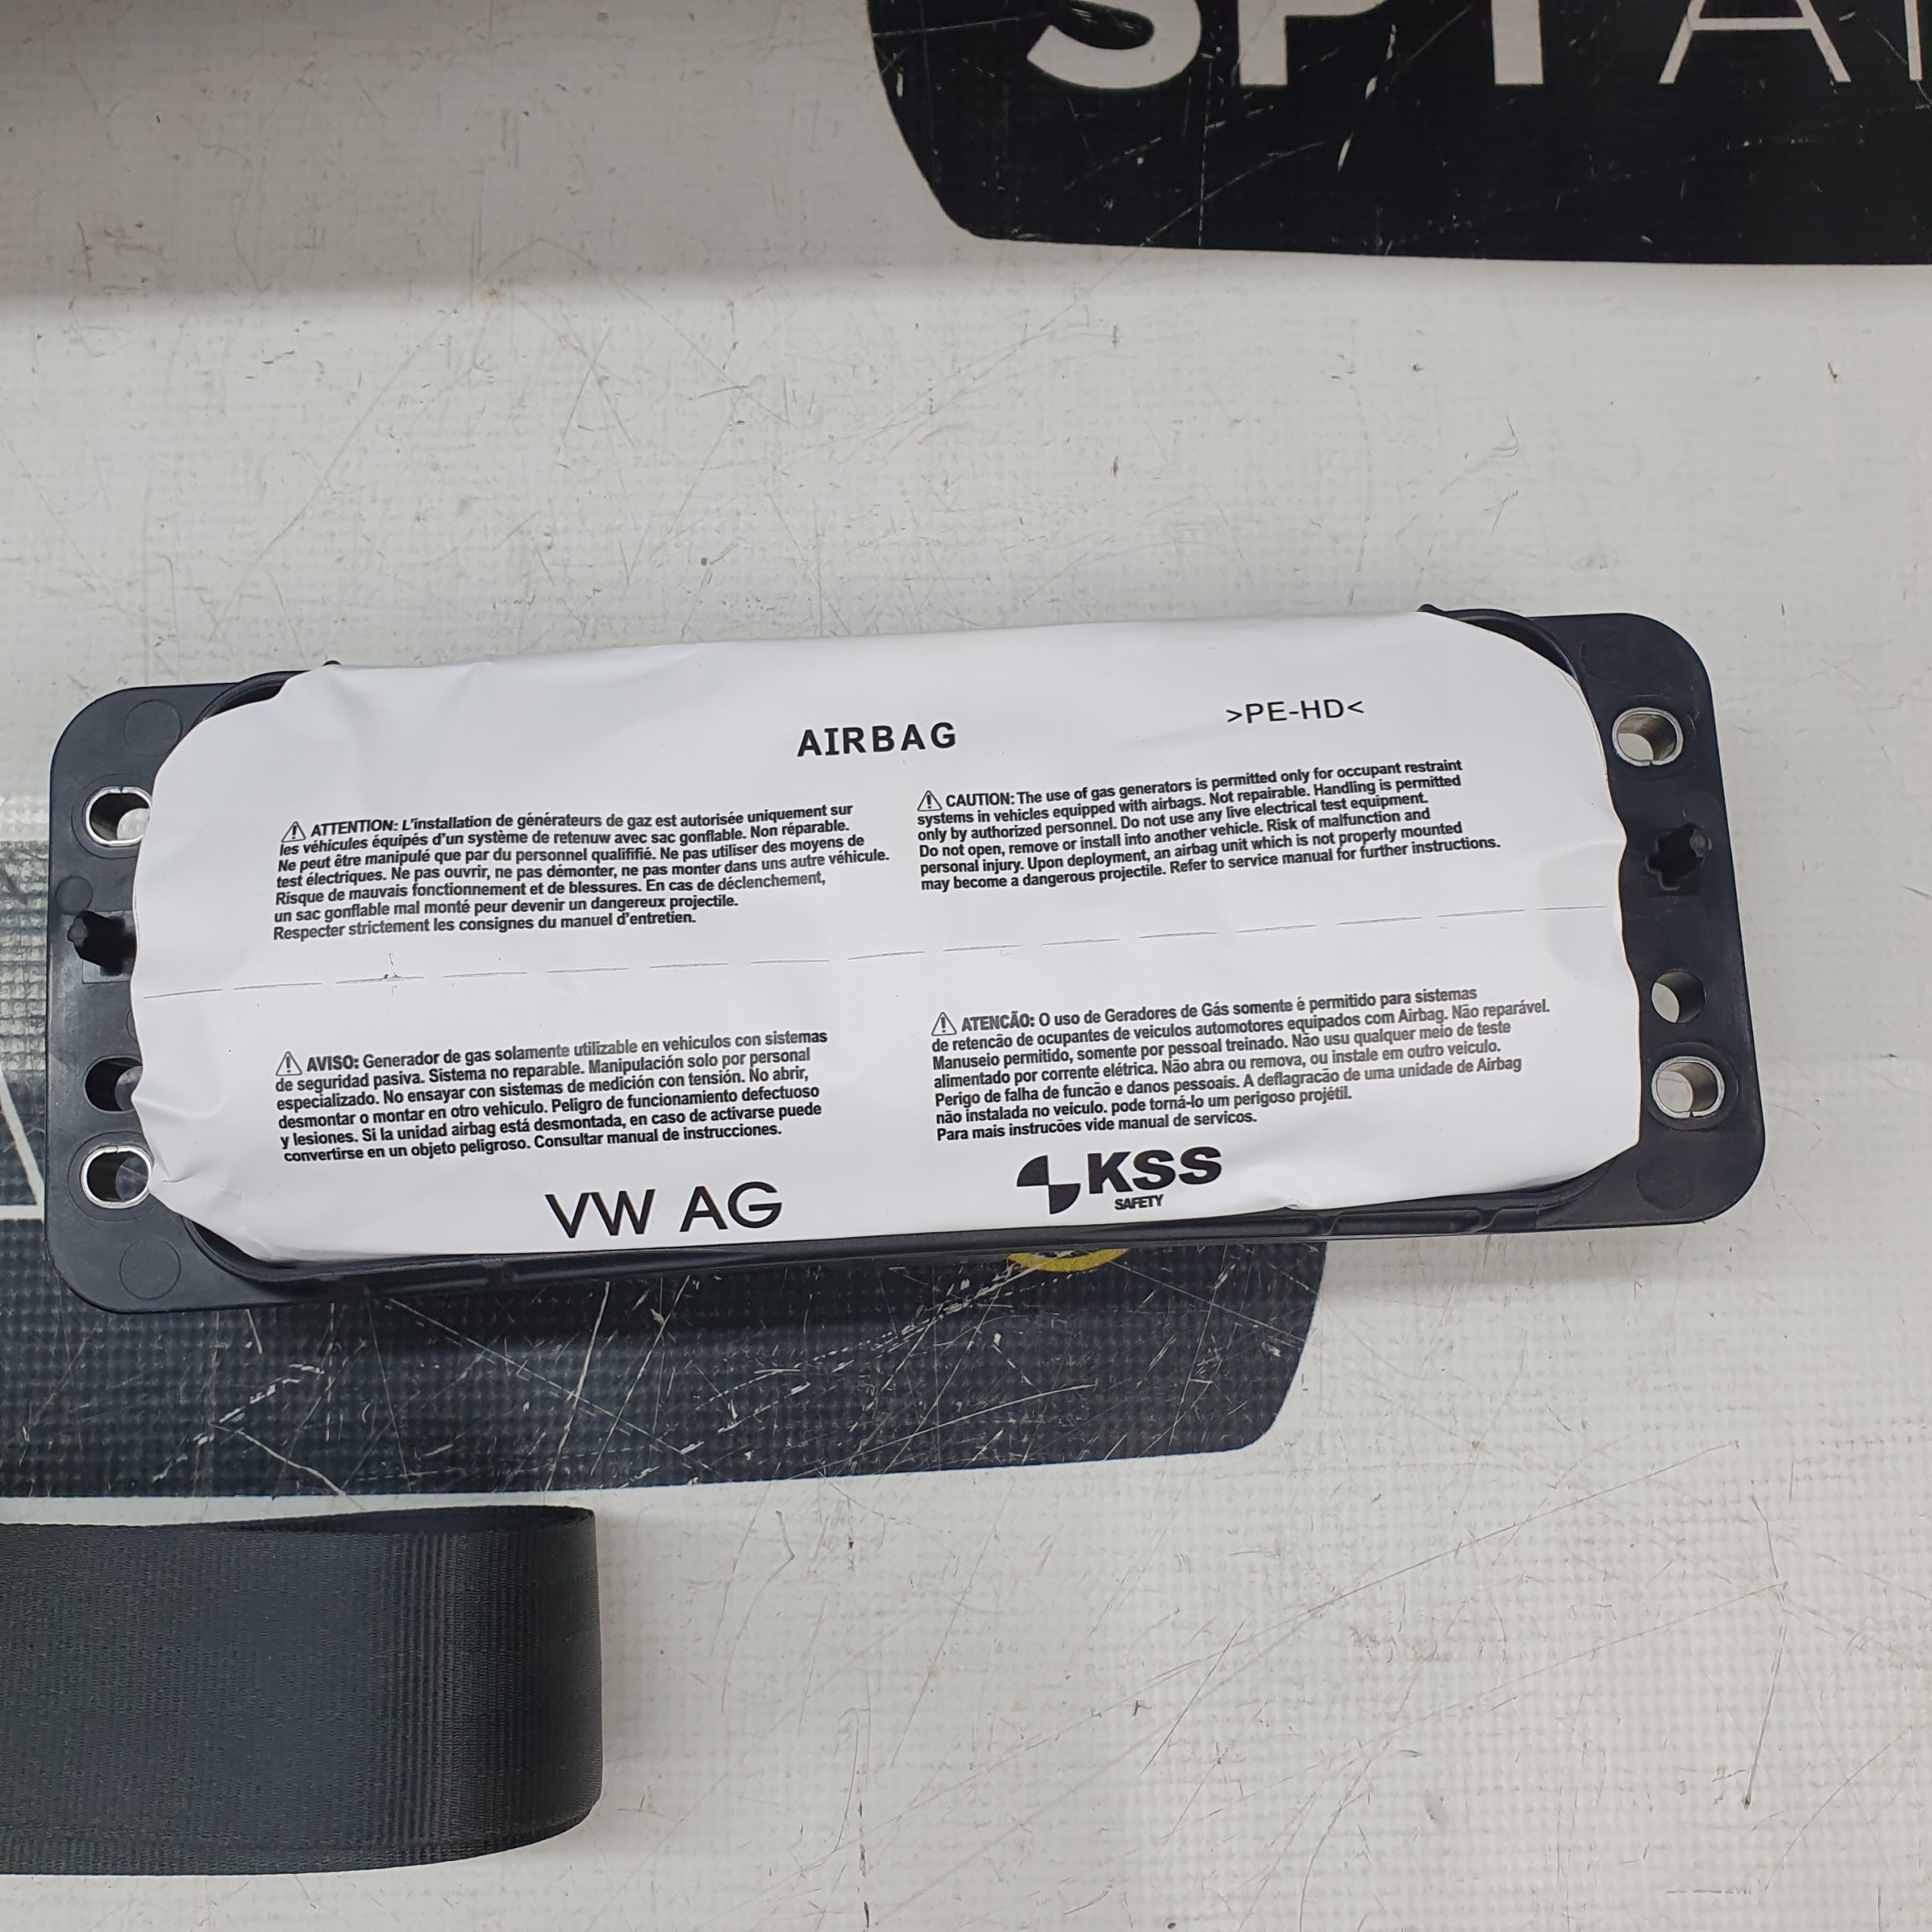 AIRBAG
>PE-HD<
ATTENTION: L'installation de générateurs de gaz est autorisée uniquement sur
les véhicules équipés d'un système de retenuw avec sac gonflable. Non réparable.
Ne peut être manipulé que par du personnel qualififié. Ne pas utiliser des moyens de
test électriques. Ne pas ouvrir, ne pas démonter, ne pas monter dans uns autre véhicule.
Risque de mauvais fonctionnement et de blessures. En cas de déclenchement,
un sac gonflable mal monté peur devenir un dangereux projectile.
Respecter strictement les consignes du manuel d'entretien.
CAUTION: The use of gas generators is permitted only for occupant restraint
systems in vehicles equipped with airbags. Not repairable. Handling is permitted
only by authorized personnel. Do not use any live electrical test equipment.
Do not open, remove or install into another vehicle. Risk of malfunction and
personal injury. Upon deployment, an airbag unit which is not properly mounted
may become a dangerous projectile. Refer to service manual for further instructions.
AVISO: Generador de gas solamente utilizable en vehiculos con sistemas
de seguridad pasiva. Sistema no reparable. Manipulación solo por personal
especializado. No ensayar con sistemas de medición con tensión. No abrir,
desmontar o montar en otro vehiculo. Peligro de funcionamiento defectuoso
y lesiones. Si la unidad airbag está desmontada, en caso de activarse puede
convertirse en un objeto peligroso. Consultar manual de instrucciones.
ATENCÃO: O uso de Geradores de Gás somente é permitido para sistemas
de retencão de ocupantes de veiculos automotores equipados com Airbag. Não reparável.
Manuseio permitido, somente por pessoal treinado. Não usu qualquer meio de teste
alimentado por corrente elétrica. Não abra ou remova, ou instale em outro veiculo.
Perigo de falha de funcão e danos pessoais. A deflagracão de uma unidade de Airbag
não instalada no veiculo. pode torná-lo um perigoso projétil.
Para mais instrucões vide manual de servicos.
VW AG
KSS
SAFETY